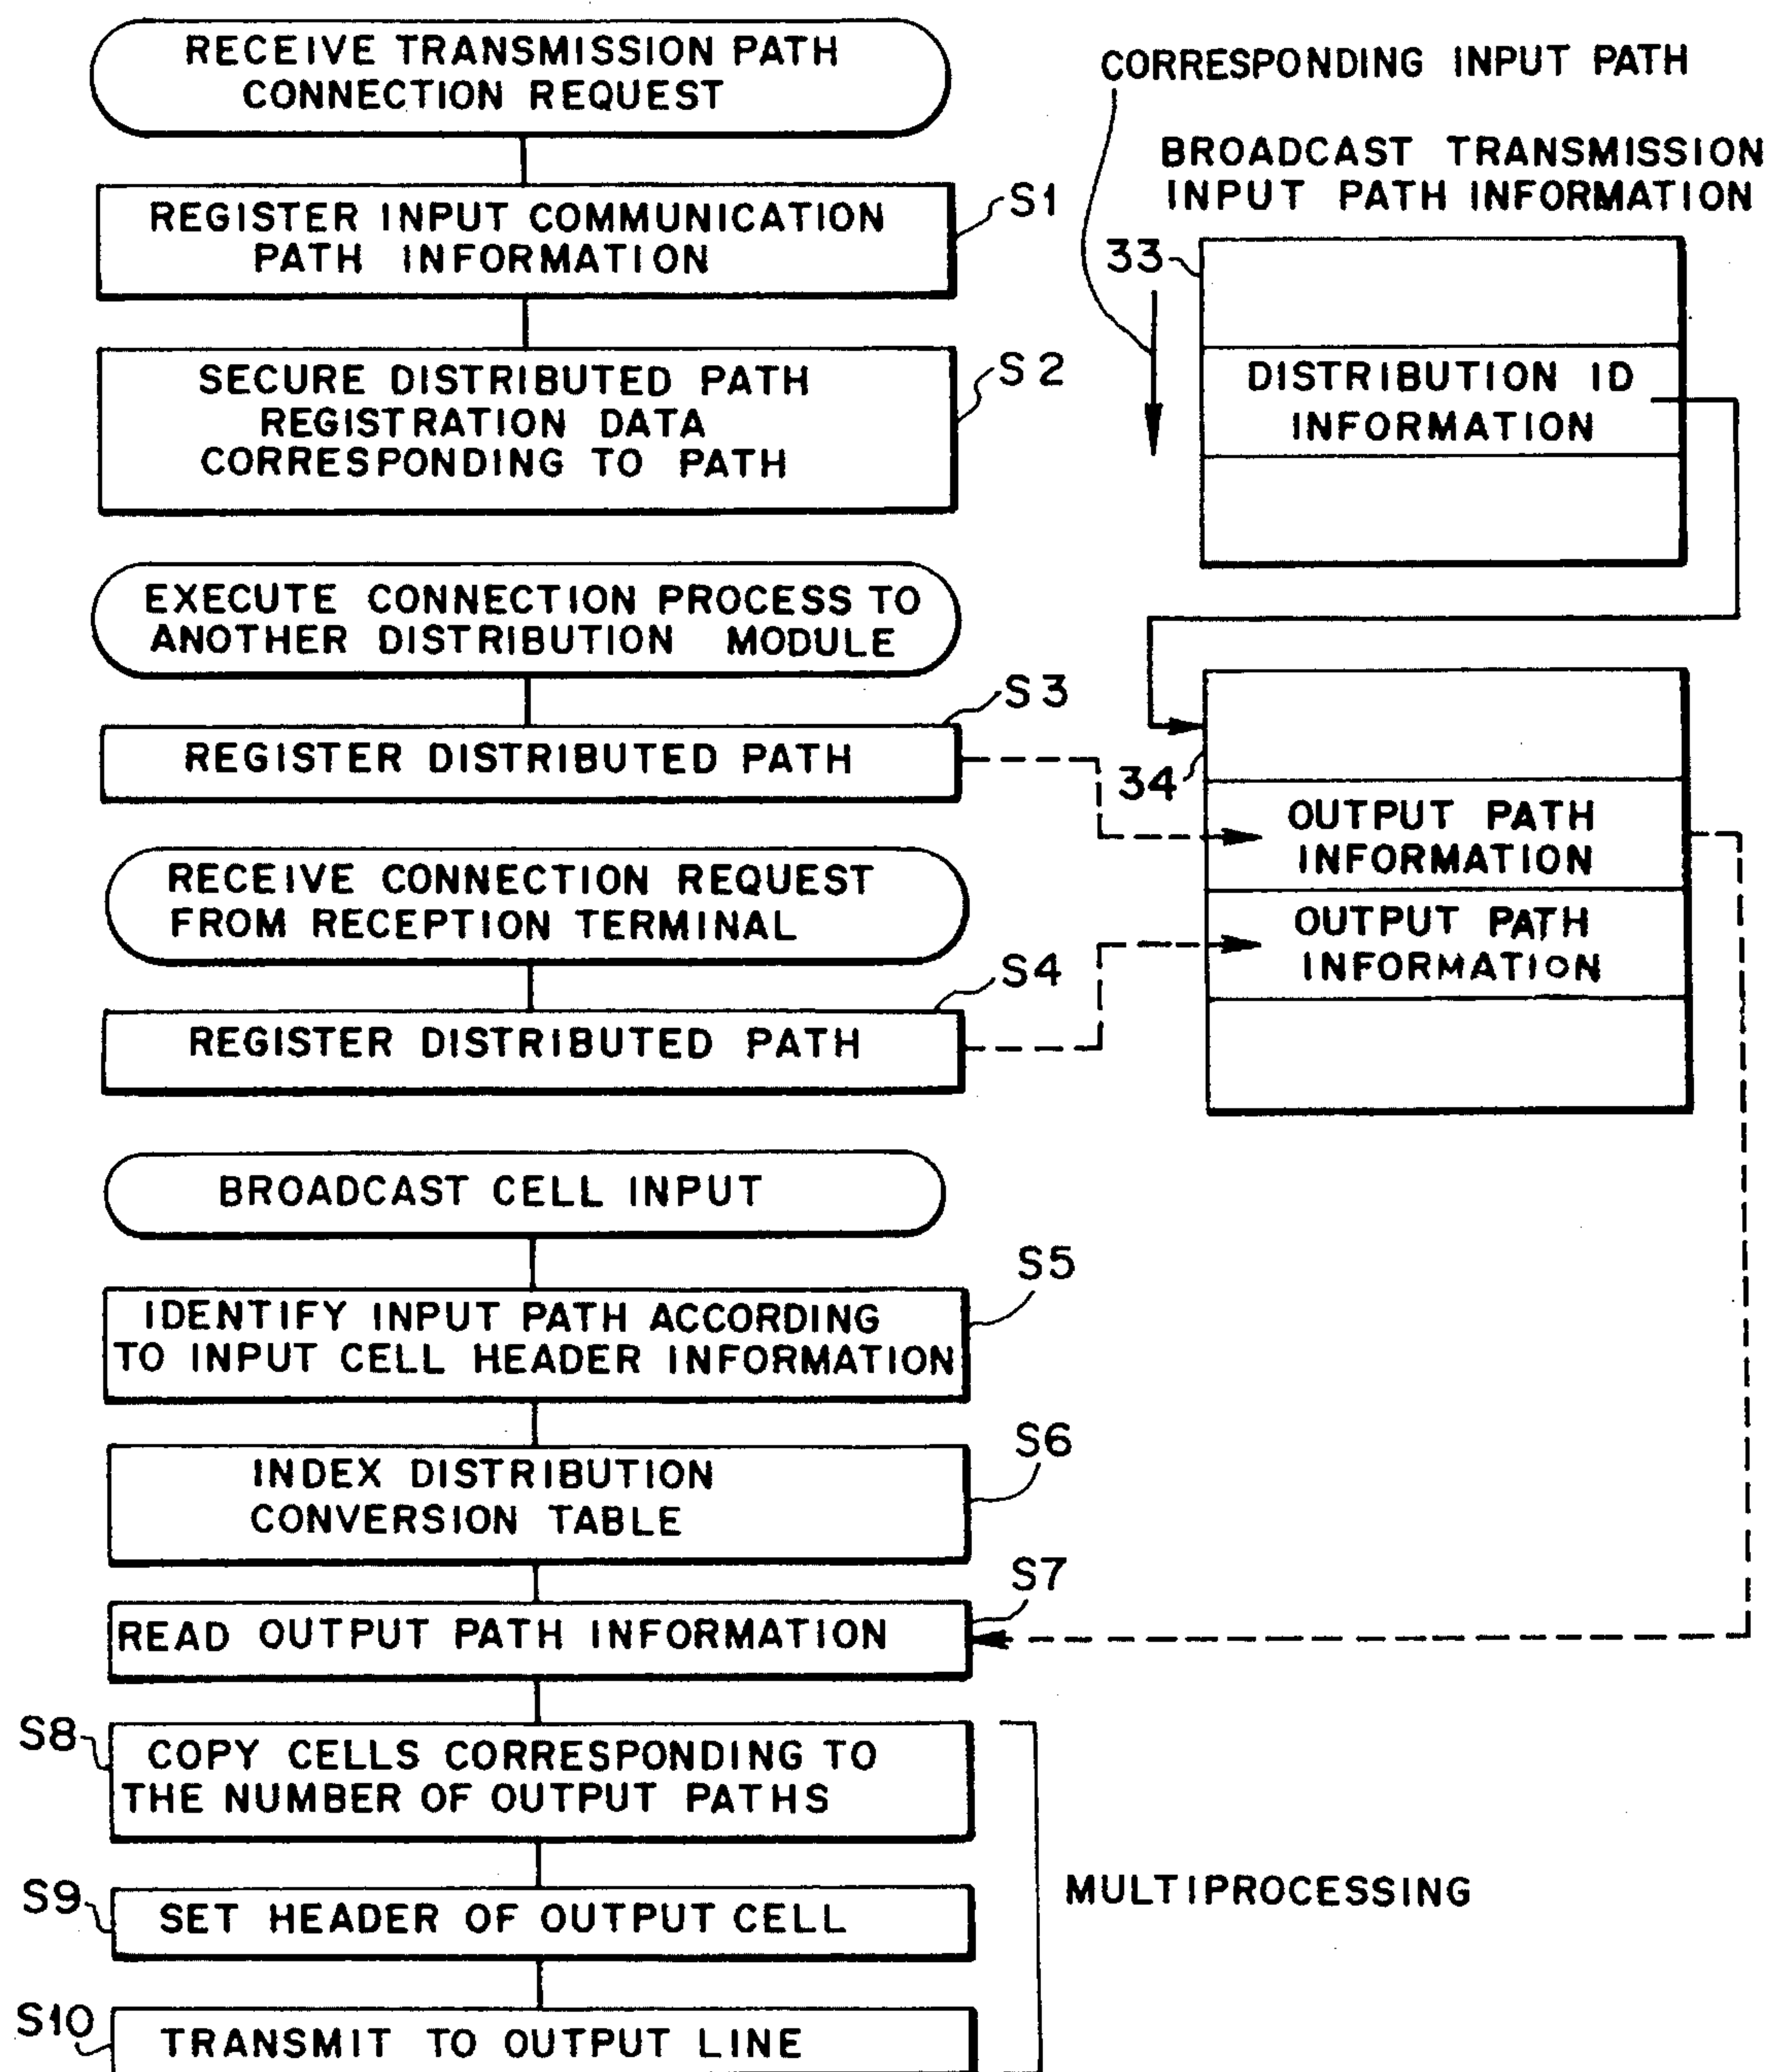 RECEIVE TRANSMISSION PATH
CONNECTION REQUEST
REGISTER INPUT COMMUNICATION
PATH INFORMATION
S1
SECURE DISTRIBUTED PATH
REGISTRATION DATA
CORRESPONDING TO PATH
S2
EXECUTE CONNECTION PROCESS TO
ANOTHER DISTRIBUTION MODULE
S3
REGISTER DISTRIBUTED PATH
RECEIVE CONNECTION REQUEST
FROM RECEPTION TERMINAL
S4
REGISTER DISTRIBUTED PATH
CORRESPONDING INPUT PATH
BROADCAST TRANSMISSION
INPUT PATH INFORMATION
33
DISTRIBUTION ID
INFORMATION
34
OUTPUT PATH
INFORMATION
OUTPUT PATH
INFORMATION
BROADCAST CELL INPUT
S5
IDENTIFY INPUT PATH ACCORDING
TO INPUT CELL HEADER INFORMATION
S6
INDEX DISTRIBUTION
CONVERSION TABLE
S7
READ OUTPUT PATH INFORMATION
S8
COPY CELLS CORRESPONDING TO
THE NUMBER OF OUTPUT PATHS
S9
SET HEADER OF OUTPUT CELL
MULTIPROCESSING
S10
TRANSMIT TO OUTPUT LINE